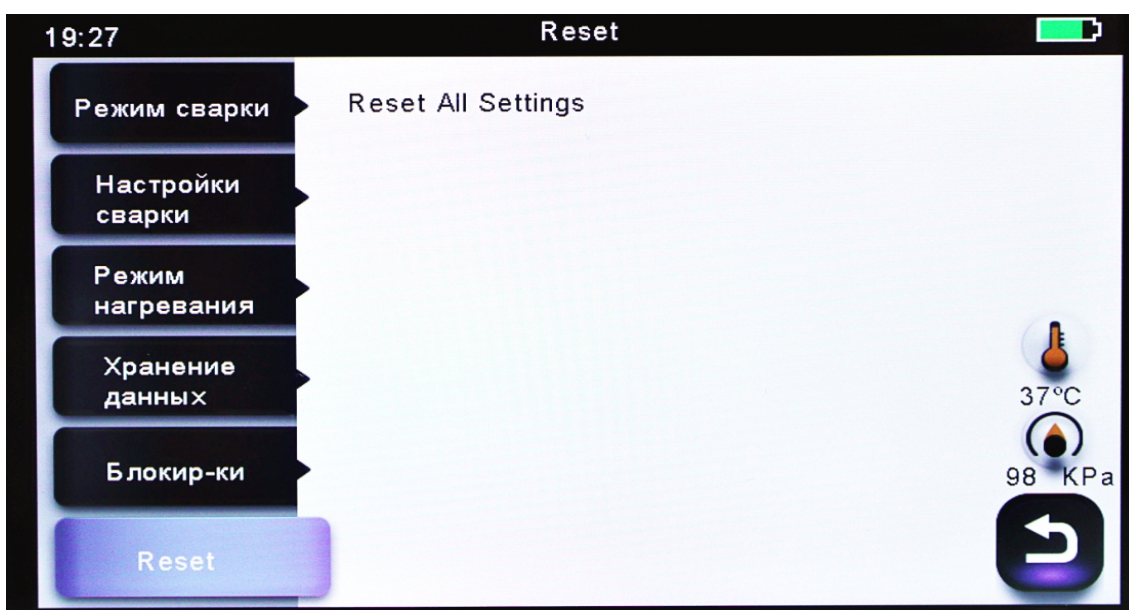 19:27
Reset
Режим сварки
Reset All Settings
Настройки
сварки
Режим
нагревания
Хранение
данных
Блокир-ки
Reset
37°C
98 KPa